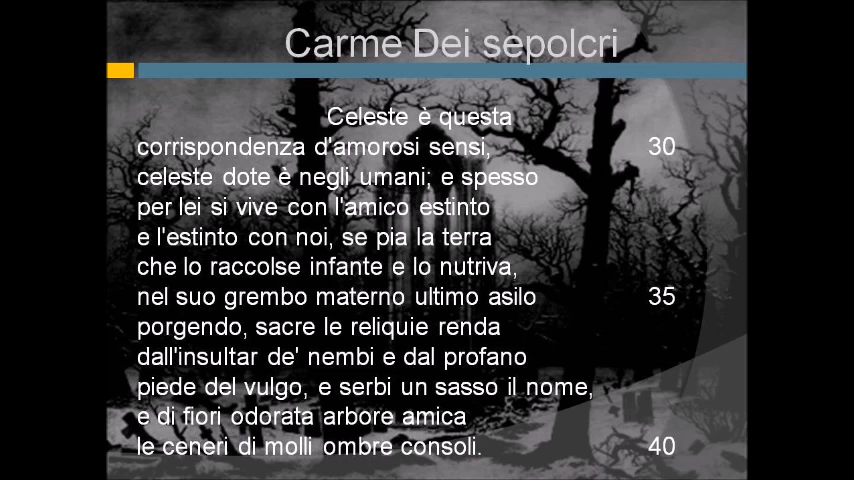 Carme Dei sepolcri
Celeste è questa
corrispondenza d'amorosi sensi, 30
celeste dote è negli umani; e spesso
per lei si vive con l'amico estinto
e l'estinto con noi, se pia la terra
che lo raccolse infante e lo nutriva,
nel suo grembo materno ultimo asilo 35
porgendo, sacre le reliquie renda
dall'insultar de' nembi e dal profano
piede del vulgo, e serbi un sasso il nome,
e di fiori odorata arbore amica
le ceneri di molli ombre consoli. 40